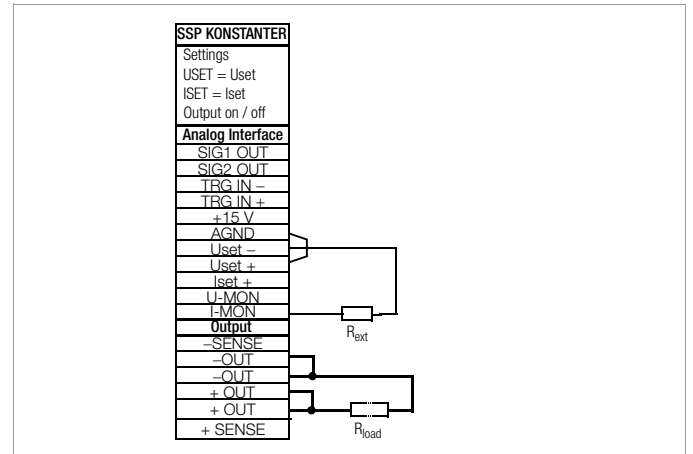 SSP KONSTANTER
Settings
USET = Uset
ISET = Iset
Output on / off
Analog Interface
SIG1 OUT
SIG2 OUT
TRG IN –
TRG IN +
+15 V
AGND
Uset –
Uset +
Iset +
U-MON
I-MON
Rext
Output
–SENSE
–OUT
–OUT
+ OUT
+ OUT
+ SENSE
Rload